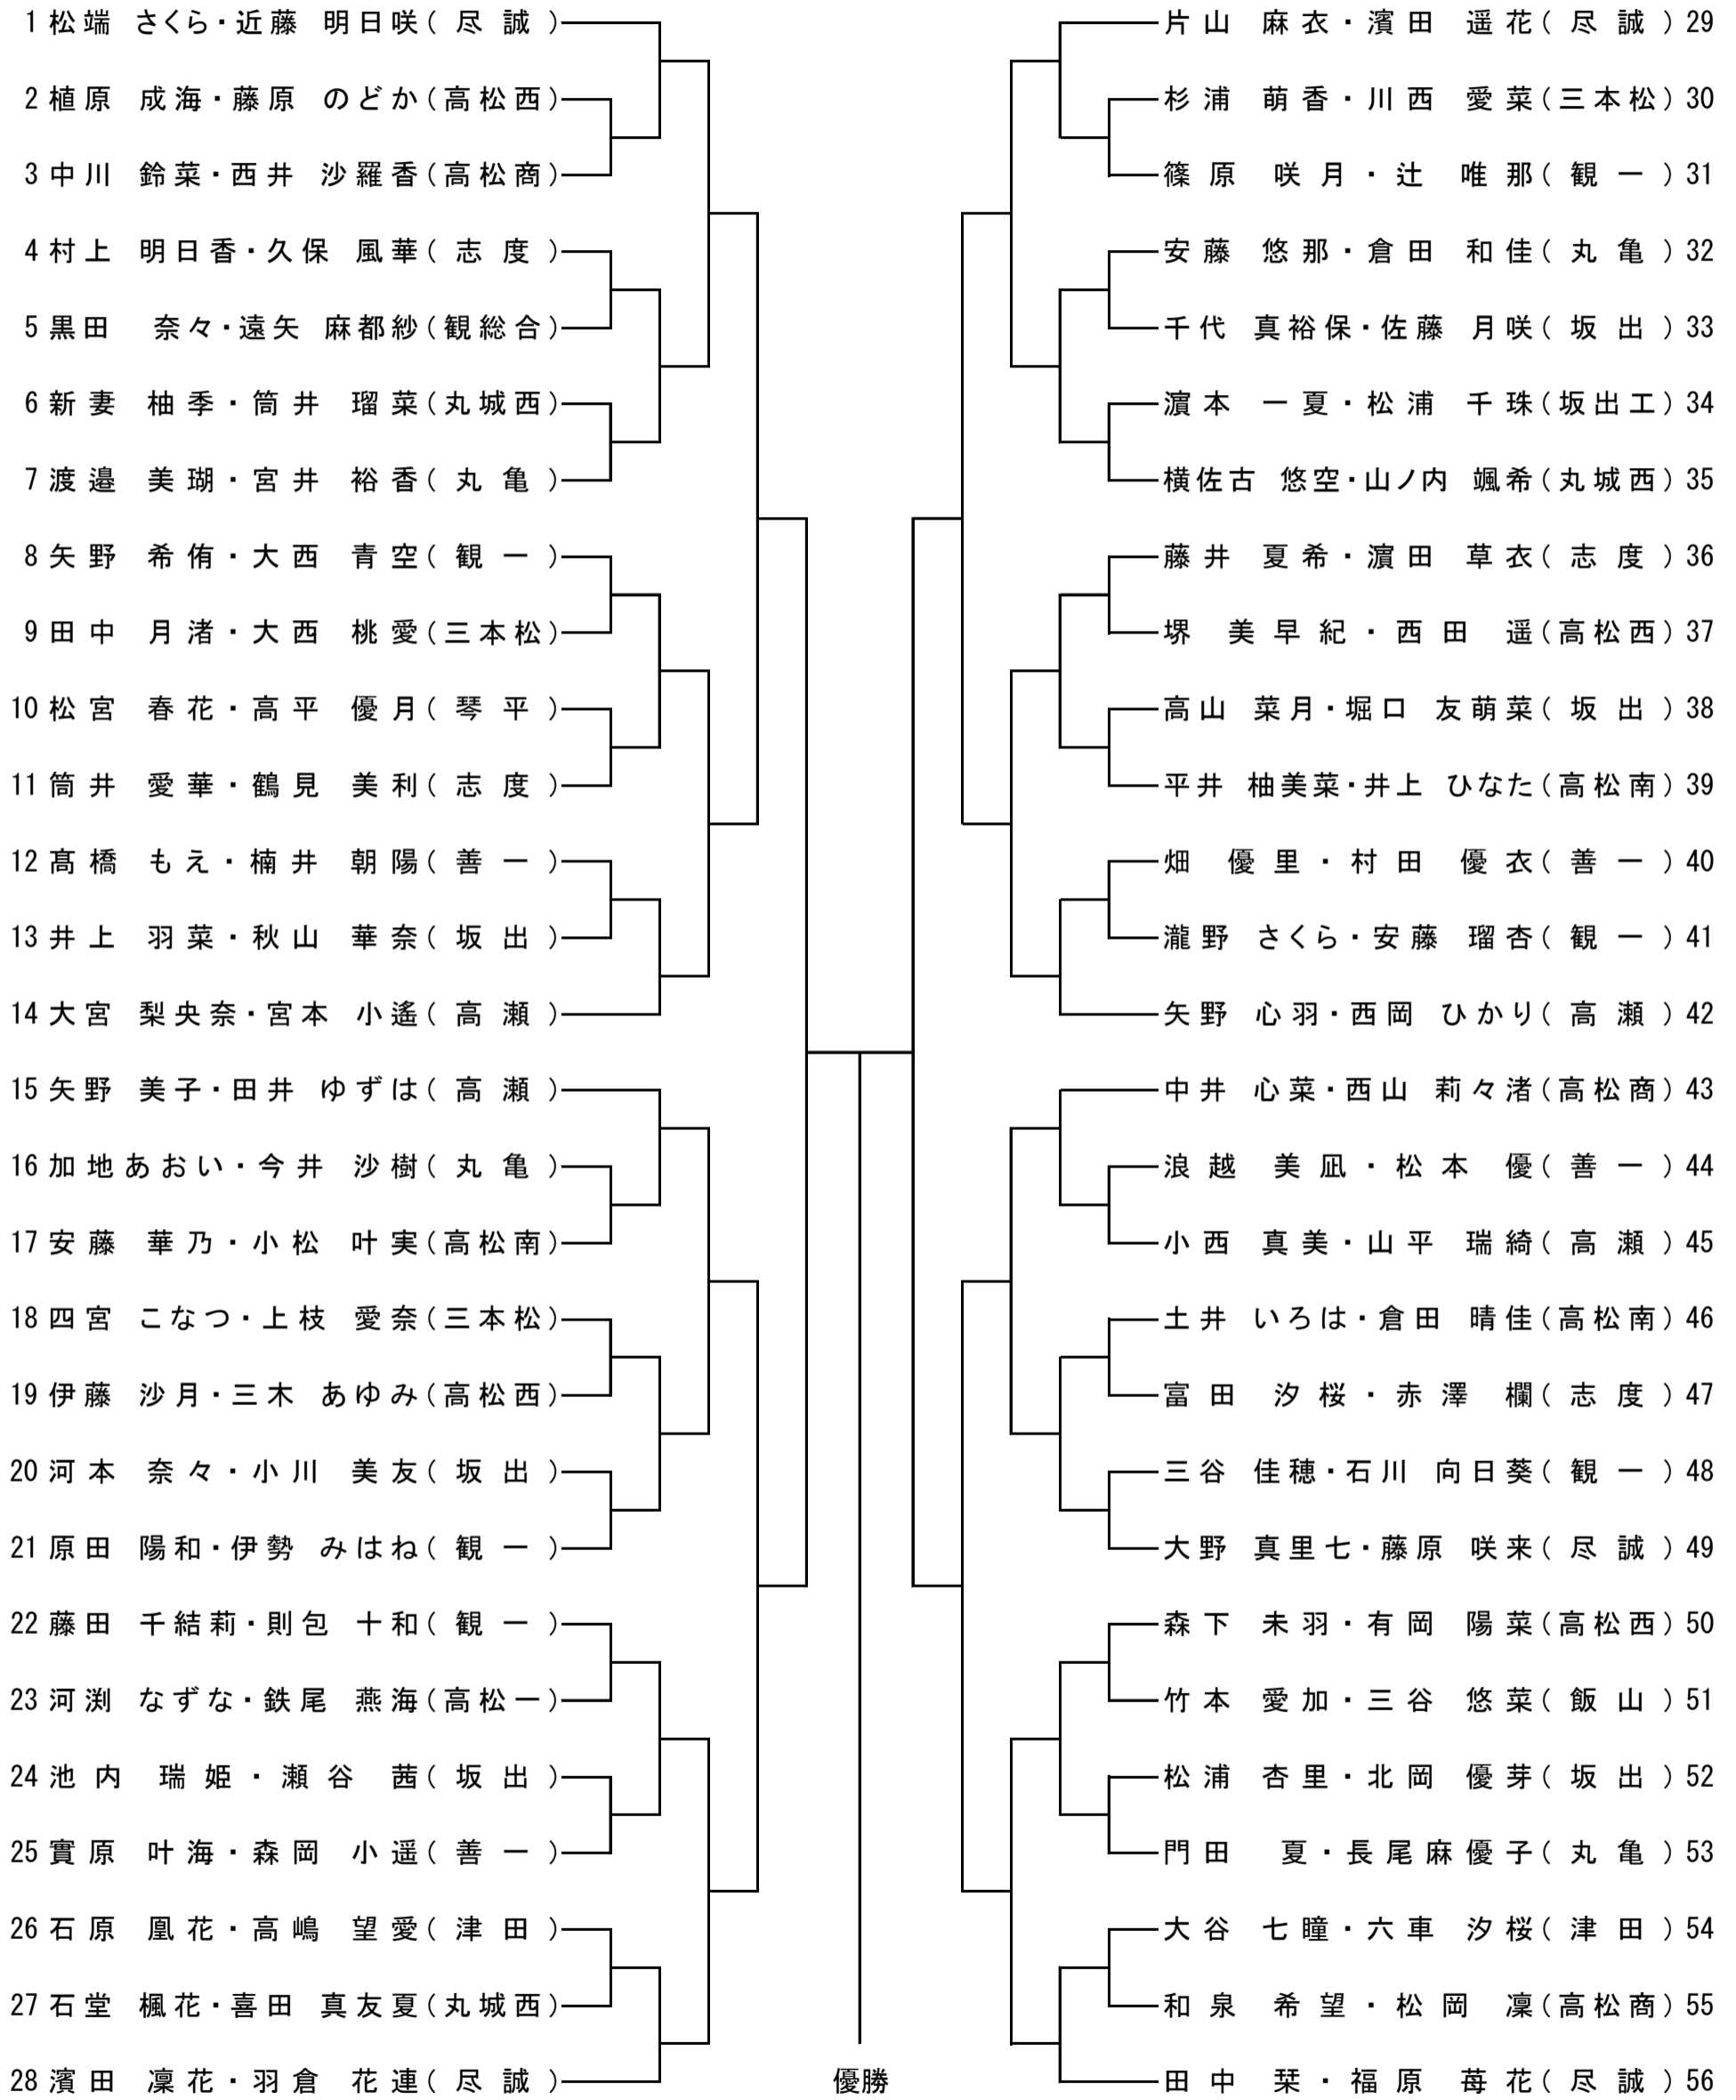 1 松端 さくら・近藤 明日咲(尽誠)
2 植原 成海・藤原 のどか(高松西)
3 中川 鈴菜・西井 沙羅香(高松商)
4 村上 明日香・久保 風華(志度)
5 黒田 奈々・遠矢 麻都紗(観総合)
6 新妻 柚季・筒井 瑠菜(丸城西)
7 渡邉 美瑚・宮井 裕香(丸亀)
8 矢野 希侑・大西 青空(観一)
9 田中 月渚・大西 桃愛(三本松)
10 松宮 春花・高平 優月(琴平)
11 筒井 愛華・鶴見 美利(志度)
12 髙橋 もえ・楠井 朝陽(善一)
13 井上 羽菜・秋山 華奈(坂出)
14 大宮 梨央奈・宮本 小遙(高瀬)
15 矢野 美子・田井 ゆずは(高瀬)
16 加地あおい・今井 沙樹(丸亀)
17 安藤 華乃・小松 叶実(高松南)
18 四宮 こなつ・上枝 愛奈(三本松)
19 伊藤 沙月・三木 あゆみ(高松西)
20 河本 奈々・小川 美友(坂出)
21 原田 陽和・伊勢 みはね(観一)
22 藤田 千結莉・則包 十和(観一)
23 河渕 なずな・鉄尾 燕海(高松一)
24 池内 瑞姫・瀬谷 茜(坂出)
25 實原 叶海・森岡 小遥(善一)
26 石原 凰花・高嶋 望愛(津田)
27 石堂 楓花・喜田 真友夏(丸城西)
28 濱田 凜花・羽倉 花連(尽誠)
優勝
片山 麻衣・濱田 遥花(尽誠) 29
杉浦 萌香・川西 愛菜(三本松) 30
篠原 咲月・辻 唯那(観一) 31
安藤 悠那・倉田 和佳(丸亀) 32
千代 真裕保・佐藤 月咲(坂出) 33
濵本 一夏・松浦 千珠(坂出工) 34
横佐古 悠空・山ノ内 颯希(丸城西) 35
藤井 夏希・濵田 草衣(志度) 36
堺 美早紀・西田 遥(高松西) 37
高山 菜月・堀口 友萌菜(坂出) 38
平井 柚美菜・井上 ひなた(高松南) 39
畑 優里・村田 優衣(善一) 40
瀧野 さくら・安藤 瑠杏(観一) 41
矢野 心羽・西岡 ひかり(高瀬) 42
中井 心菜・西山 莉々渚(高松商) 43
浪越 美凪・松本 優(善一) 44
小西 真美・山平 瑞綺(高瀬) 45
土井 いろは・倉田 晴佳(高松南) 46
富田 汐桜・赤澤 欄(志度) 47
三谷 佳穂・石川 向日葵(観一) 48
大野 真里七・藤原 咲来(尽誠) 49
森下 未羽・有岡 陽菜(高松西) 50
竹本 愛加・三谷 悠菜(飯山) 51
松浦 杏里・北岡 優芽(坂出) 52
門田 夏・長尾麻優子(丸亀) 53
大谷 七瞳・六車 汐桜(津田) 54
和泉 希望・松岡 凜(高松商) 55
田中 栞・福原 苺花(尽誠) 56